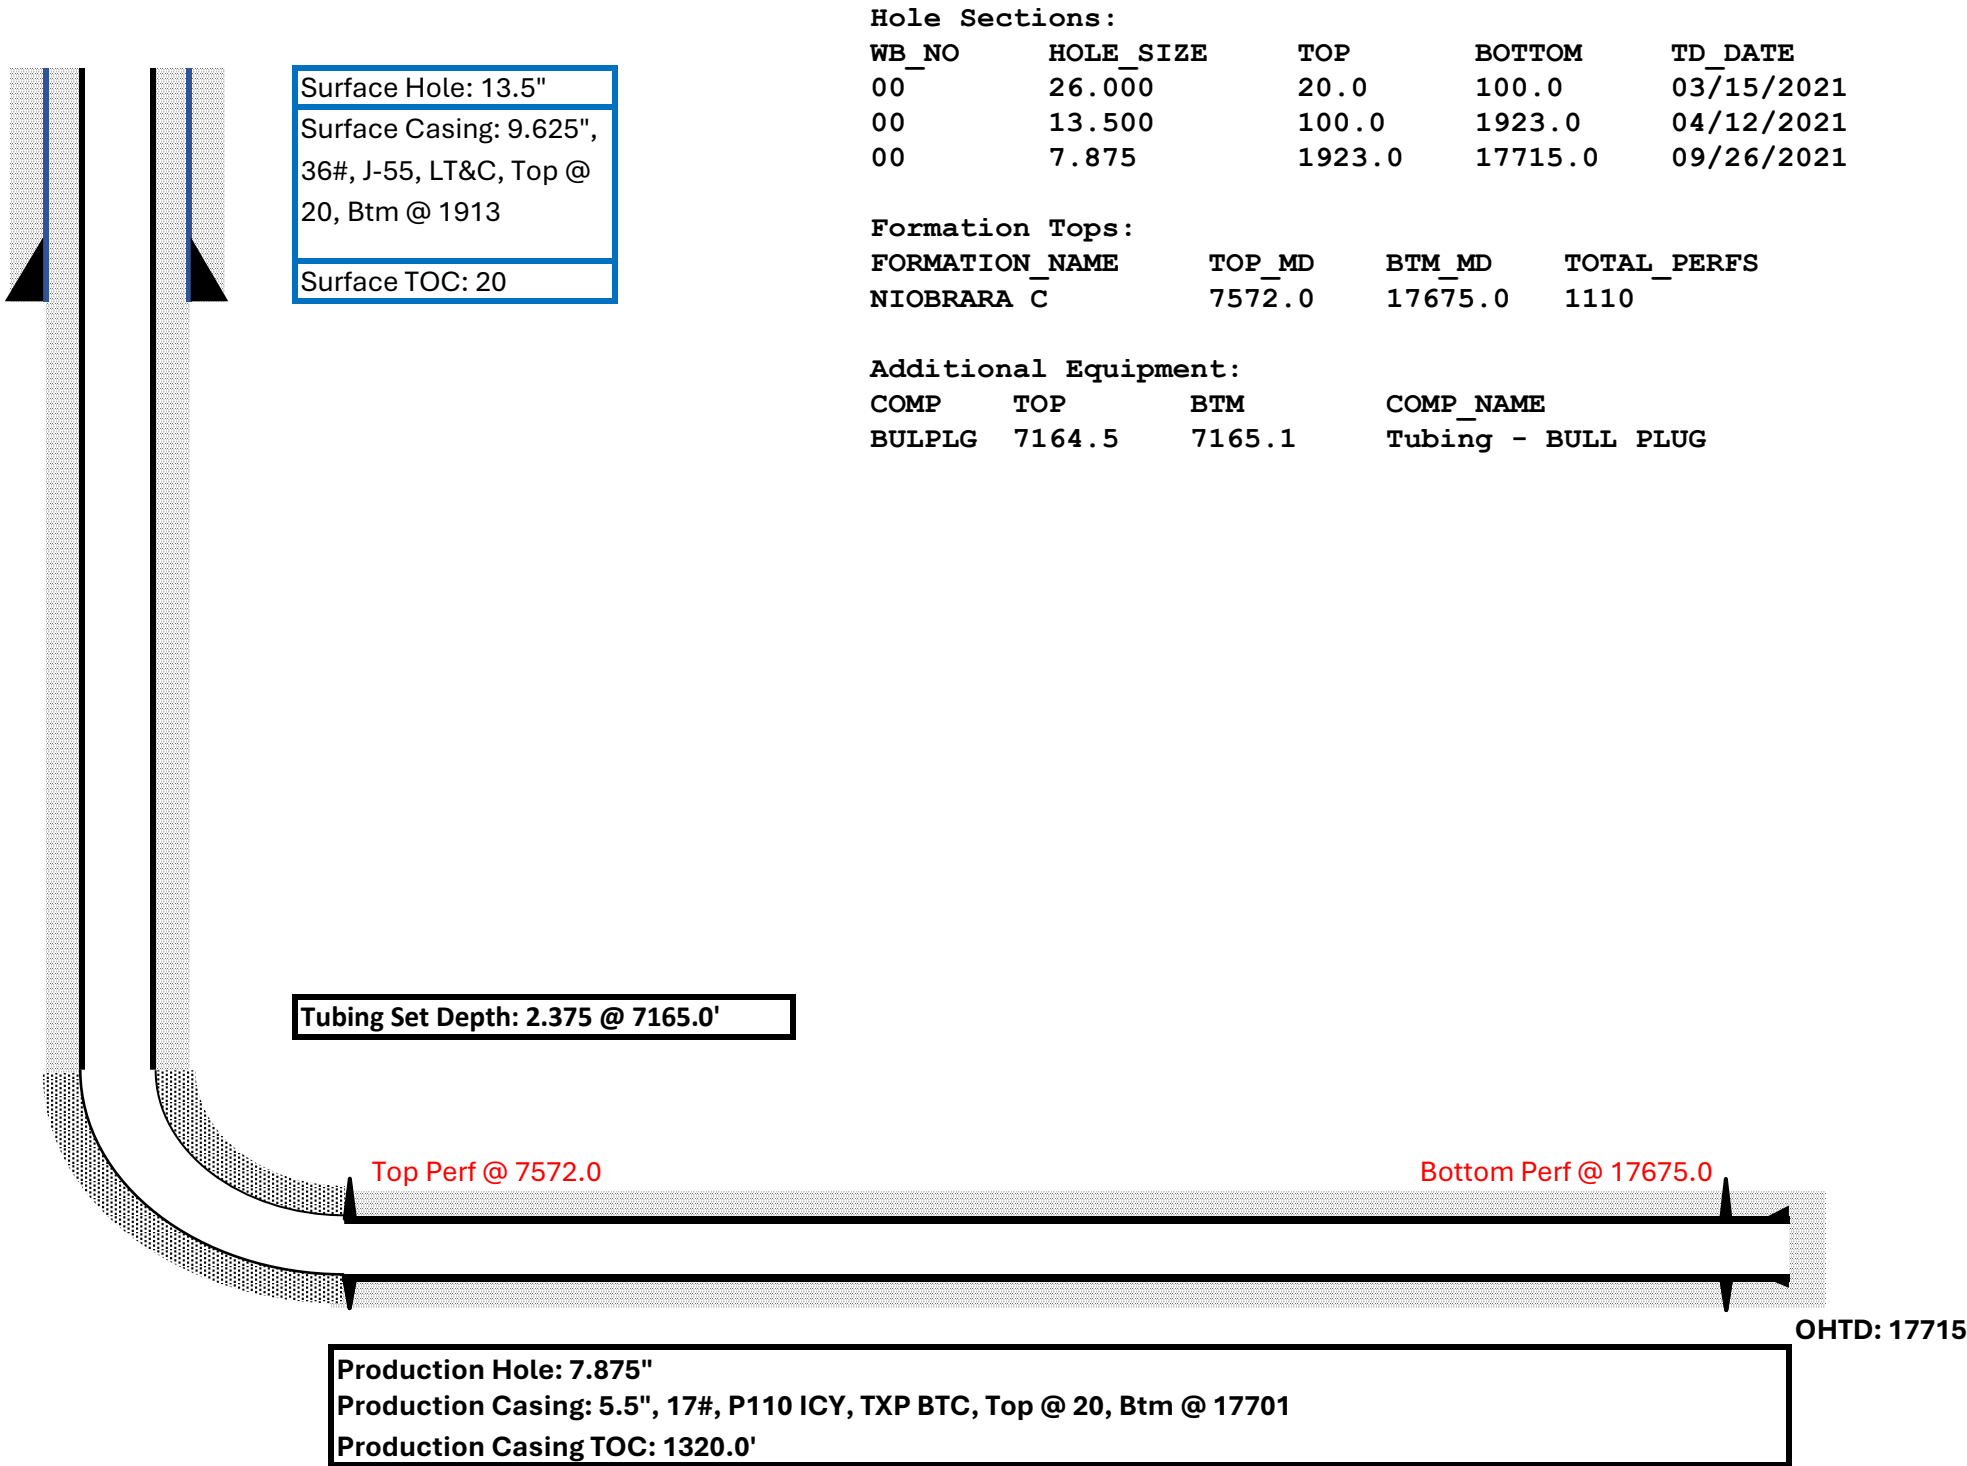 Hole Sections:
WB_NO HOLE_SIZE TOP BOTTOM TD_DATE
00 26.000 20.0 100.0 03/15/2021
00 13.500 100.0 1923.0 04/12/2021
00 7.875 1923.0 17715.0 09/26/2021
Formation Tops:
FORMATION_NAME TOP_MD BTM_MD TOTAL_PERFS
NIOBRARA C 7572.0 17675.0 1110
Additional Equipment:
COMP TOP BTM COMP_NAME
BULPLG 7164.5 7165.1 Tubing - BULL PLUG
Surface Hole: 13.5"
Surface Casing: 9.625",
36#, J-55, LT&C, Top @
20, Btm @ 1913
Surface TOC: 20
Tubing Set Depth: 2.375 @ 7165.0'
Top Perf @ 7572.0
Bottom Perf @ 17675.0
OHTD: 17715
Production Hole: 7.875"
Production Casing: 5.5", 17#, P110 ICY, TXP BTC, Top @ 20, Btm @ 17701
Production Casing TOC: 1320.0'